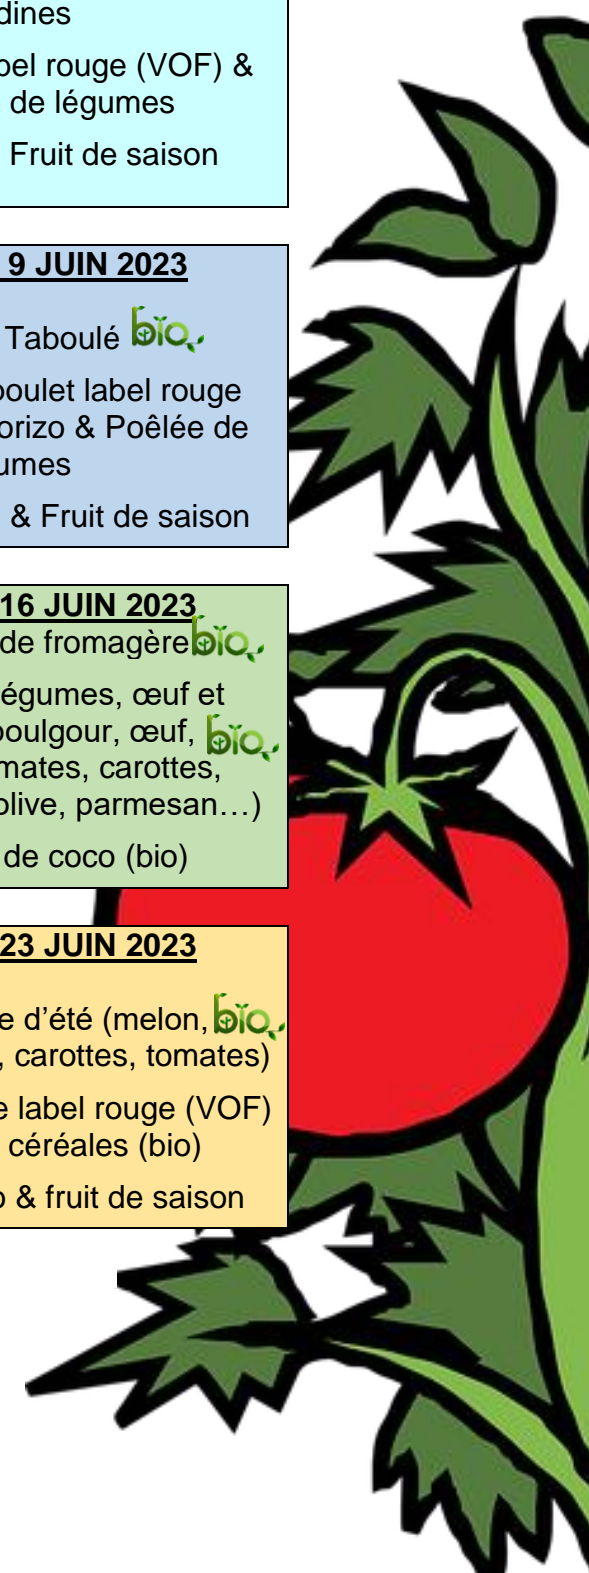 dines
bel rouge (VOF) &
de légumes
Fruit de saison
9 JUIN 2023
Taboulé bio
poulet label rouge
orizo & Poêlée de
umes
& Fruit de saison
16 JUIN 2023
de fromagère bio
égumes, œuf et
boulgour, œuf, bio
mates, carottes,
olive, parmesan…)
de coco (bio)
23 JUIN 2023
e d’été (melon, bio
, carottes, tomates)
e label rouge (VOF)
céréales (bio)
o & fruit de saison